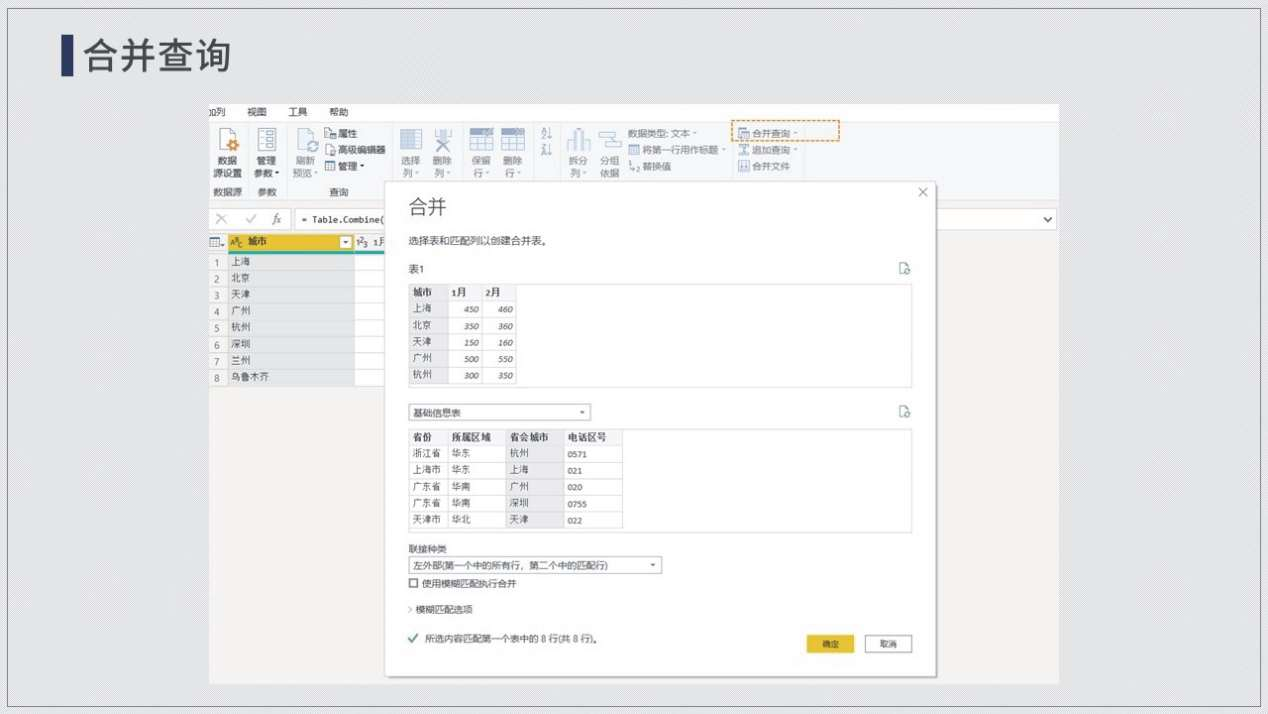 合并查询
加列 视图 工具 帮助
数据源设置
管理参数
刷新预览
属性
高级编辑器
管理
选择列
删除列
保留行
删除行
拆分列
分组依据
数据类型: 文本
将第一行用作标题
替换值
合并查询
追加查询
合并文件
数据源 参数 查询
= Table.Combine(
城市 1月
1 上海
2 北京
3 天津
4 广州
5 杭州
6 深圳
7 兰州
8 乌鲁木齐
合并
选择表和匹配列以创建合并表。
表1
城市 1月 2月
上海 450 460
北京 350 360
天津 150 160
广州 500 550
杭州 300 350
基础信息表
省份 所属区域 省会城市 电话区号
浙江省 华东 杭州 0571
上海市 华东 上海 021
广东省 华南 广州 020
广东省 华南 深圳 0755
天津市 华北 天津 022
联接种类
左外部(第一个中的所有行，第二个中的匹配行)
使用模糊匹配执行合并
模糊匹配选项
所选内容匹配第一个表中的 8 行(共 8 行)。
确定 取消